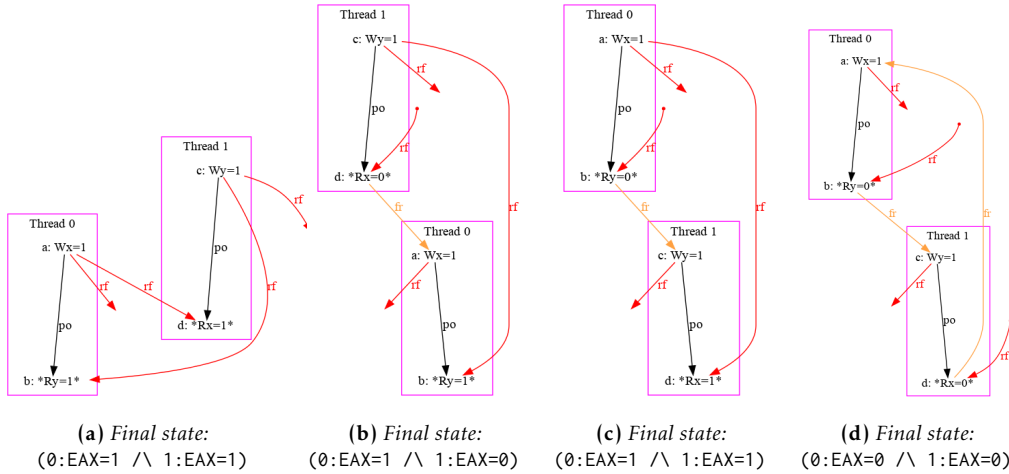 Thread 1
c: Wy=1
rf
po
rf
d: *Rx=0*
fr
rf
Thread 0
a: Wx=1
rf
po
b: *Ry=1*
Thread 0
a: Wx=1
rf
po
rf
b: *Ry=0*
fr
rf
Thread 1
c: Wy=1
rf
po
d: *Rx=1*
Thread 0
a: Wx=1
rf
po
rf
b: *Ry=0*
fr
fr
Thread 1
c: Wy=1
rf
po
rf
d: *Rx=0*
Thread 1
c: Wy=1
rf
po
rf
d: *Rx=1*
Thread 0
a: Wx=1
rf
rf
po
b: *Ry=1*
(a) Final state:
(0:EAX=1 /\ 1:EAX=1)
(b) Final state:
(0:EAX=1 /\ 1:EAX=0)
(c) Final state:
(0:EAX=1 /\ 1:EAX=1)
(d) Final state:
(0:EAX=0 /\ 1:EAX=0)